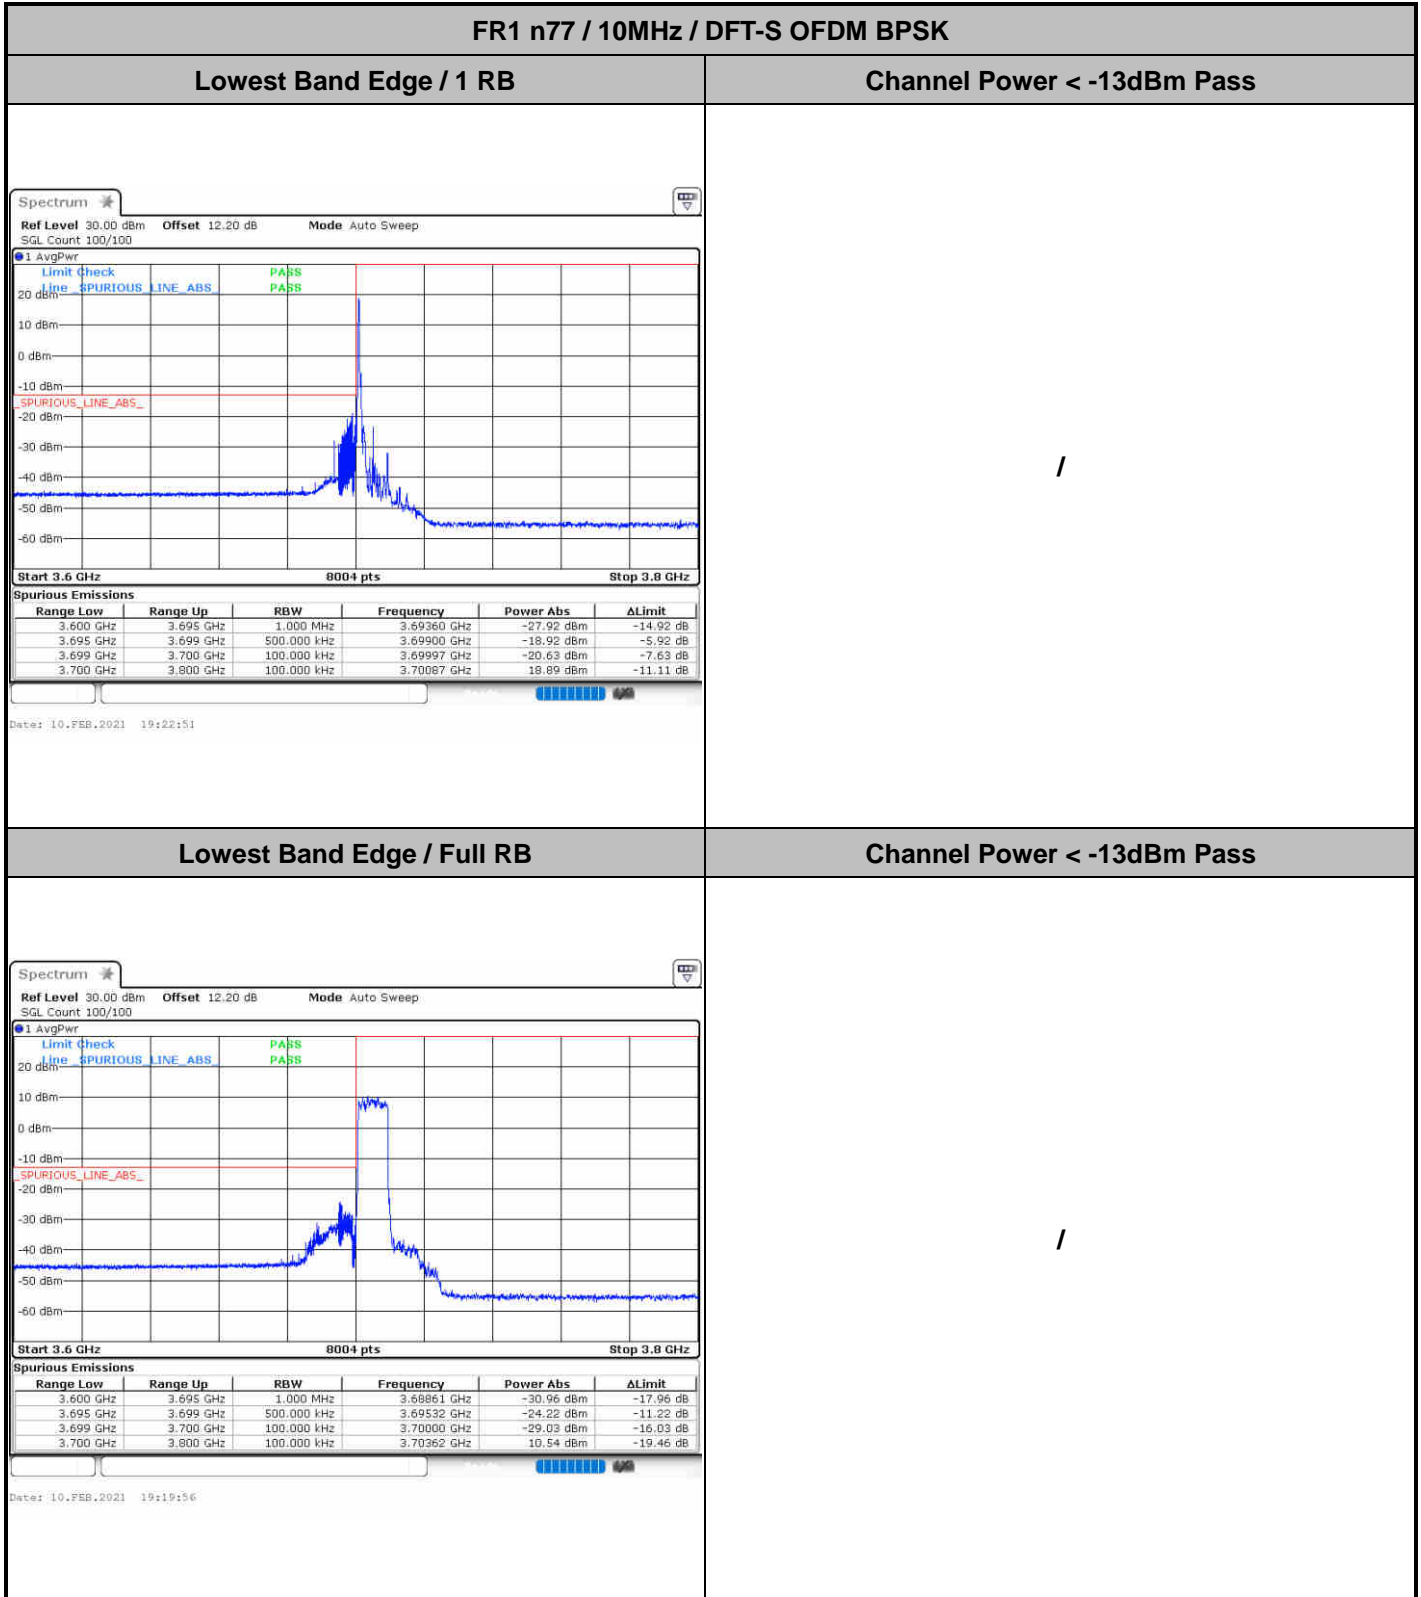 FR1 n77 / 10MHz / DFT-S OFDM BPSK
Lowest Band Edge / 1 RB
Channel Power < -13dBm Pass
Spectrum
Ref Level 30.00 dBm Offset 12.20 dB Mode Auto Sweep
SGL Count 100/100
1 AvgPwr
Limit Check PASS
Line _SPURIOUS_LINE_ABS_ PASS
20 dBm
10 dBm
0 dBm
-10 dBm
_SPURIOUS_LINE_ABS_
-20 dBm
-30 dBm
-40 dBm
-50 dBm
-60 dBm
Start 3.6 GHz 8004 pts Stop 3.8 GHz
Spurious Emissions
Range Low Range Up RBW Frequency Power Abs ΔLimit
3.600 GHz 3.695 GHz 1.000 MHz 3.69360 GHz -27.92 dBm -14.92 dB
3.695 GHz 3.699 GHz 500.000 kHz 3.69900 GHz -18.92 dBm -5.92 dB
3.699 GHz 3.700 GHz 100.000 kHz 3.69997 GHz -20.63 dBm -7.63 dB
3.700 GHz 3.800 GHz 100.000 kHz 3.70087 GHz 18.89 dBm -11.11 dB
Date: 10.FEB.2021 19:22:51
/
Lowest Band Edge / Full RB
Channel Power < -13dBm Pass
Spectrum
Ref Level 30.00 dBm Offset 12.20 dB Mode Auto Sweep
SGL Count 100/100
1 AvgPwr
Limit Check PASS
Line _SPURIOUS_LINE_ABS_ PASS
20 dBm
10 dBm
0 dBm
-10 dBm
_SPURIOUS_LINE_ABS_
-20 dBm
-30 dBm
-40 dBm
-50 dBm
-60 dBm
Start 3.6 GHz 8004 pts Stop 3.8 GHz
Spurious Emissions
Range Low Range Up RBW Frequency Power Abs ΔLimit
3.600 GHz 3.695 GHz 1.000 MHz 3.68861 GHz -30.96 dBm -17.96 dB
3.695 GHz 3.699 GHz 500.000 kHz 3.69532 GHz -24.22 dBm -11.22 dB
3.699 GHz 3.700 GHz 100.000 kHz 3.70000 GHz -29.03 dBm -16.03 dB
3.700 GHz 3.800 GHz 100.000 kHz 3.70362 GHz 10.54 dBm -19.46 dB
Date: 10.FEB.2021 19:19:56
/